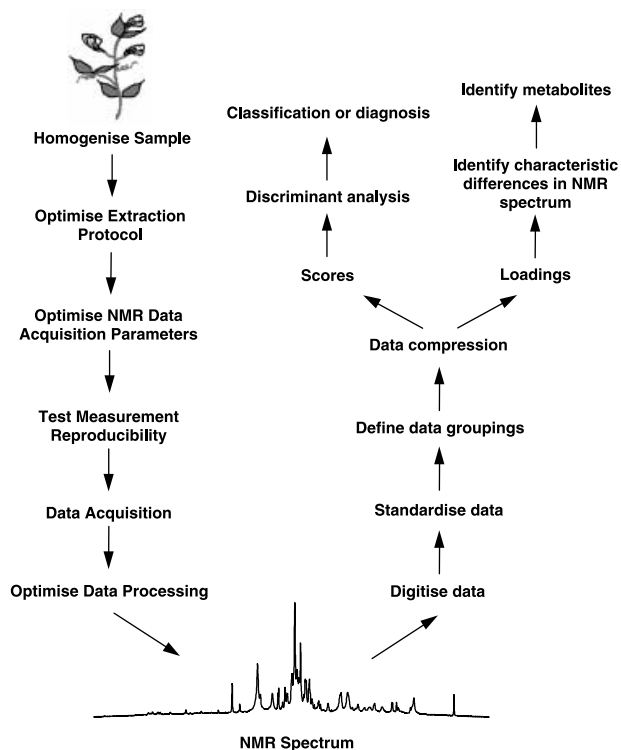 Homogenise Sample
Optimise Extraction
Protocol
Optimise NMR Data
Acquisition Parameters
Test Measurement
Reproducibility
Data Acquisition
Optimise Data Processing
NMR Spectrum
Digitise data
Standardise data
Define data groupings
Data compression
Scores
Discriminant analysis
Classification or diagnosis
Loadings
Identify characteristic
differences in NMR
spectrum
Identify metabolites